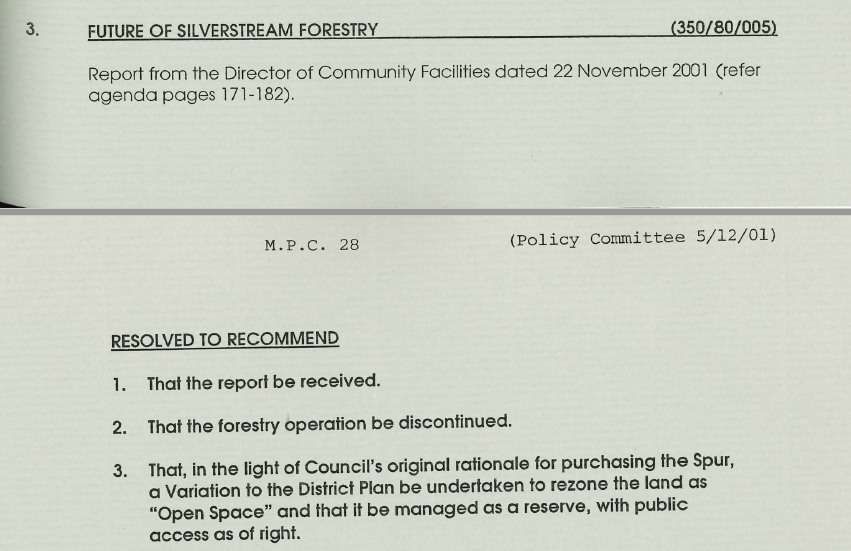 3. FUTURE OF SILVERSTREAM FORESTRY (350/80/005)
Report from the Director of Community Facilities dated 22 November 2001 (refer
agenda pages 171-182).
M.P.C. 28 (Policy Committee 5/12/01)
RESOLVED TO RECOMMEND
1. That the report be received.
2. That the forestry operation be discontinued.
3. That, in the light of Council's original rationale for purchasing the Spur,
a Variation to the District Plan be undertaken to rezone the land as
"Open Space" and that it be managed as a reserve, with public
access as of right.